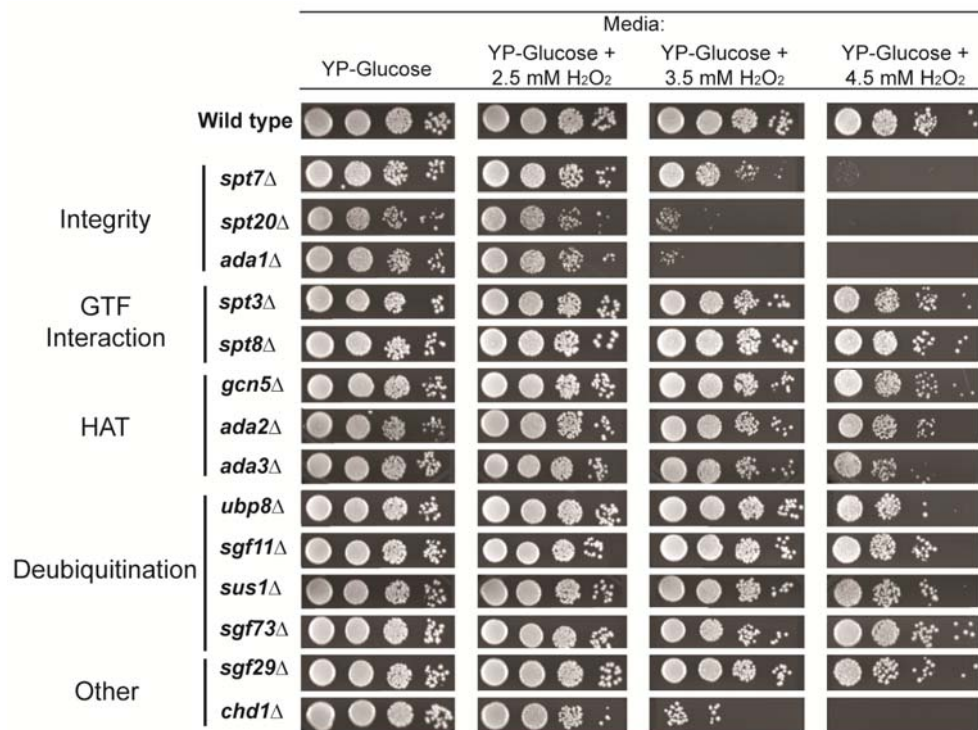 Media:
YP-Glucose
YP-Glucose +
2.5 mM H₂O₂
YP-Glucose +
3.5 mM H₂O₂
YP-Glucose +
4.5 mM H₂O₂
Wild type
Integrity
spt7Δ
spt20Δ
ada1Δ
GTF
Interaction
spt3Δ
spt8Δ
HAT
gcn5Δ
ada2Δ
ada3Δ
Deubiquitination
ubp8Δ
sgf11Δ
sus1Δ
sgf73Δ
Other
sgf29Δ
chd1Δ